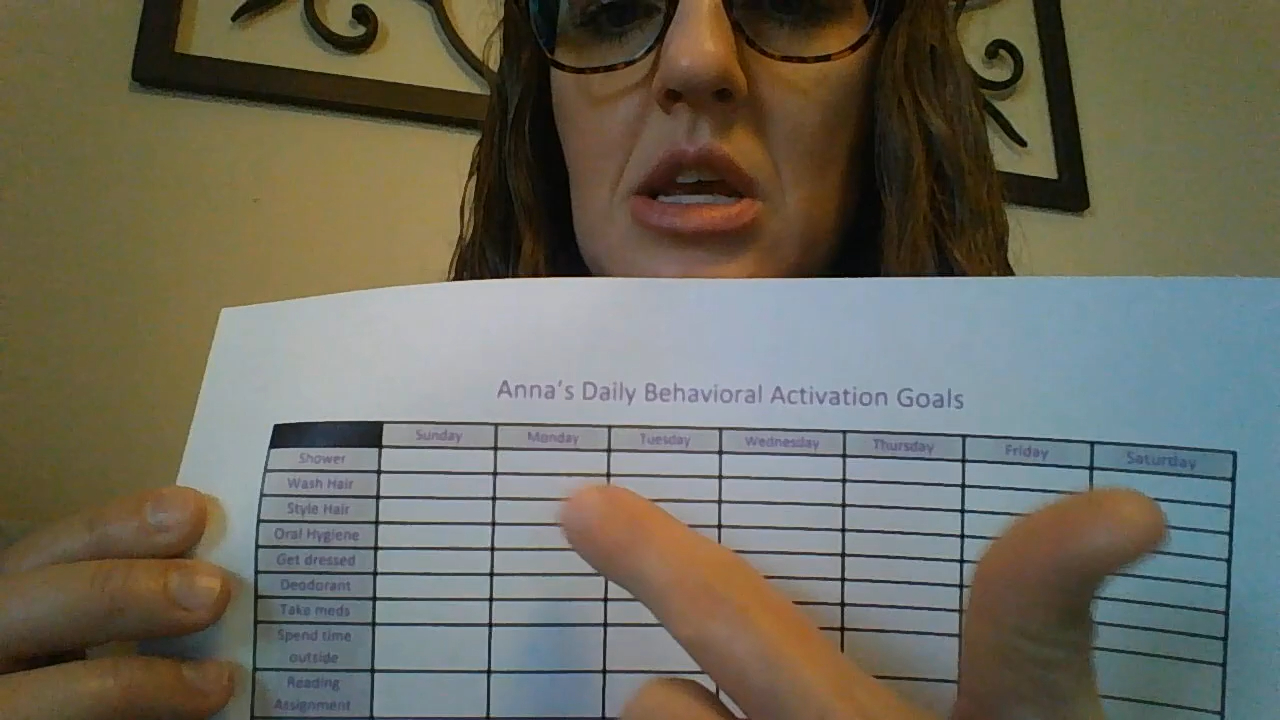 Anna's Daily Behavioral Activation Goals
Sunday Monday Tuesday Wednesday Thursday Friday Saturday
Shower
Wash Hair
Style Hair
Oral Hygiene
Get dressed
Deodorant
Take meds
Spend time
outside
Reading
Assignment